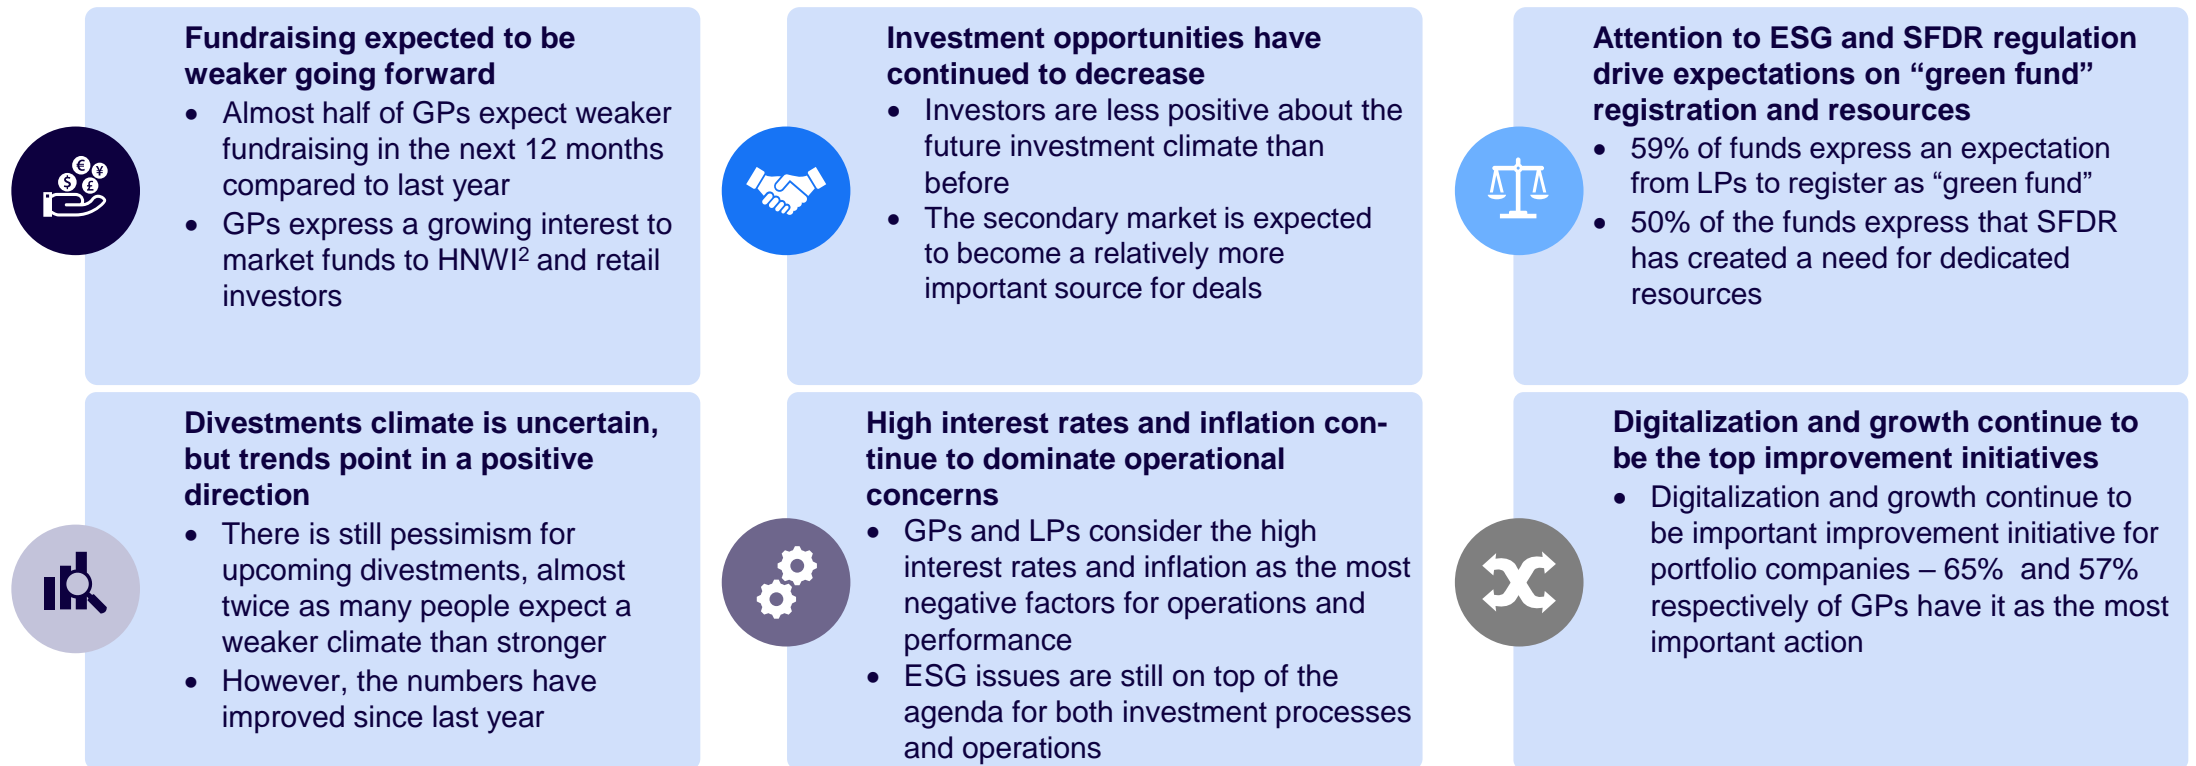 Fundraising expected to be
weaker going forward
• Almost half of GPs expect weaker
fundraising in the next 12 months
compared to last year
• GPs express a growing interest to
market funds to HNWI² and retail
investors
Investment opportunities have
continued to decrease
• Investors are less positive about the
future investment climate than
before
• The secondary market is expected
to become a relatively more
important source for deals
Attention to ESG and SFDR regulation
drive expectations on “green fund”
registration and resources
• 59% of funds express an expectation
from LPs to register as “green fund”
• 50% of the funds express that SFDR
has created a need for dedicated
resources
Divestments climate is uncertain,
but trends point in a positive
direction
• There is still pessimism for
upcoming divestments, almost
twice as many people expect a
weaker climate than stronger
• However, the numbers have
improved since last year
High interest rates and inflation con-
tinue to dominate operational
concerns
• GPs and LPs consider the high
interest rates and inflation as the most
negative factors for operations and
performance
• ESG issues are still on top of the
agenda for both investment processes
and operations
Digitalization and growth continue to
be the top improvement initiatives
• Digitalization and growth continue to
be important improvement initiative for
portfolio companies – 65% and 57%
respectively of GPs have it as the most
important action